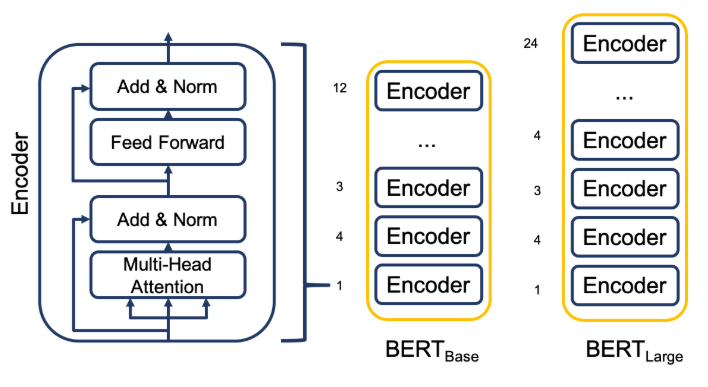 Encoder
Add & Norm
Feed Forward
Add & Norm
Multi-Head
Attention
12
Encoder
...
3
Encoder
4
Encoder
1
Encoder
BERTBase
24
Encoder
...
4
Encoder
3
Encoder
4
Encoder
1
Encoder
BERTLarge